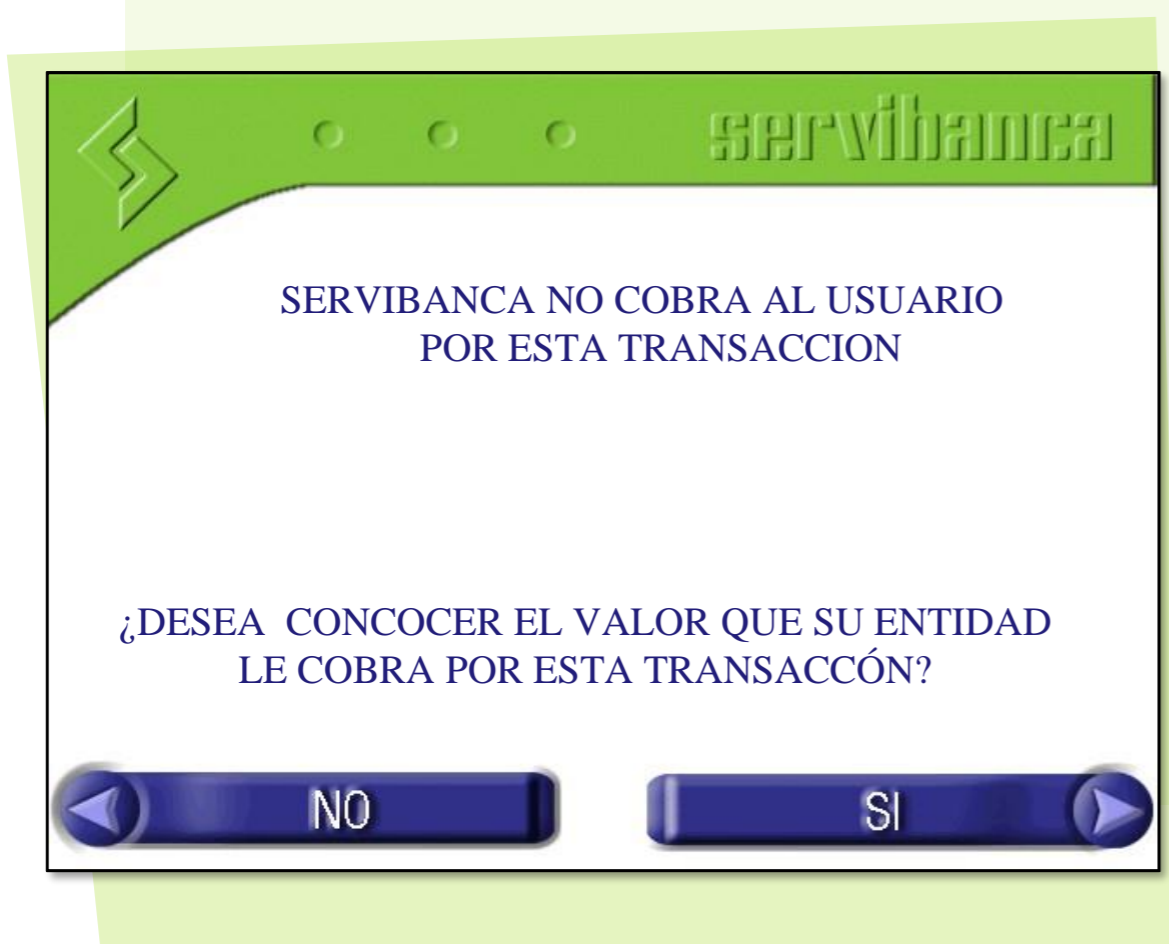 servibanca
SERVIBANCA NO COBRA AL USUARIO
POR ESTA TRANSACCION
¿DESEA CONCOCER EL VALOR QUE SU ENTIDAD
LE COBRA POR ESTA TRANSACCÓN?
NO
SI